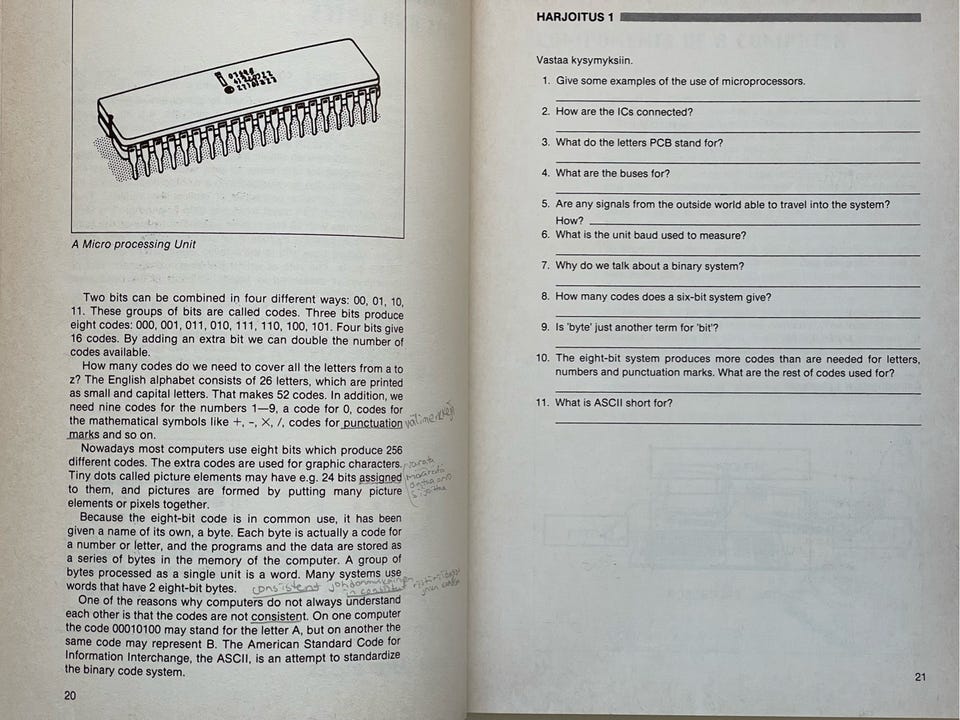 A Micro processing Unit
Two bits can be combined in four different ways: 00, 01, 10,
11. These groups of bits are called codes. Three bits produce
eight codes: 000, 001, 011, 010, 111, 110, 100, 101. Four bits give
16 codes. By adding an extra bit we can double the number of
codes available.
How many codes do we need to cover all the letters from a to
z? The English alphabet consists of 26 letters, which are printed
as small and capital letters. That makes 52 codes. In addition, we
need nine codes for the numbers 1—9, a code for 0, codes for
the mathematical symbols like +, -, ×, /, codes for punctuation välimerkkejä
marks and so on.
Nowadays most computers use eight bits which produce 256
different codes. The extra codes are used for graphic characters.
Tiny dots called picture elements may have e.g. 24 bits assigned
to them, and pictures are formed by putting many picture
elements or pixels together.
varata
määrätä
antaa arvo
sijoittaa
Because the eight-bit code is in common use, it has been
given a name of its own, a byte. Each byte is actually a code for
a number or letter, and the programs and the data are stored as
a series of bytes in the memory of the computer. A group of
bytes processed as a single unit is a word. Many systems use
words that have 2 eight-bit bytes. consistent johdonmukainen
One of the reasons why computers do not always understand
each other is that the codes are not consistent. On one computer
the code 00010100 may stand for the letter A, but on another the
same code may represent B. The American Standard Code for
Information Interchange, the ASCII, is an attempt to standardize
the binary code system.
20
HARJOITUS 1
Vastaa kysymyksiin.
1. Give some examples of the use of microprocessors.
2. How are the ICs connected?
3. What do the letters PCB stand for?
4. What are the buses for?
5. Are any signals from the outside world able to travel into the system?
How?
6. What is the unit baud used to measure?
7. Why do we talk about a binary system?
8. How many codes does a six-bit system give?
9. Is 'byte' just another term for 'bit'?
10. The eight-bit system produces more codes than are needed for letters,
numbers and punctuation marks. What are the rest of codes used for?
11. What is ASCII short for?
21